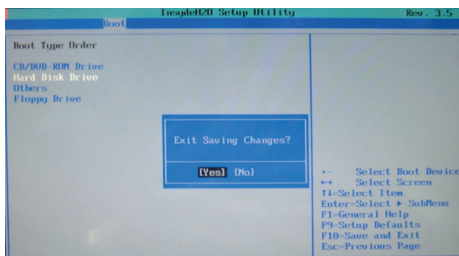 InsydeH2O Setup Utility Rev. 3.5
Boot
Boot Type Order
CD/DVD-ROM Drive
Hard Disk Drive
Others
Floppy Drive
Exit Saving Changes?
[Yes] [No]
←- Select Boot Device
↔ Select Screen
↑↓-Select Item
Enter-Select ▶ SubMenu
F1-General Help
F9-Setup Defaults
F10-Save and Exit
Esc-Previous Page